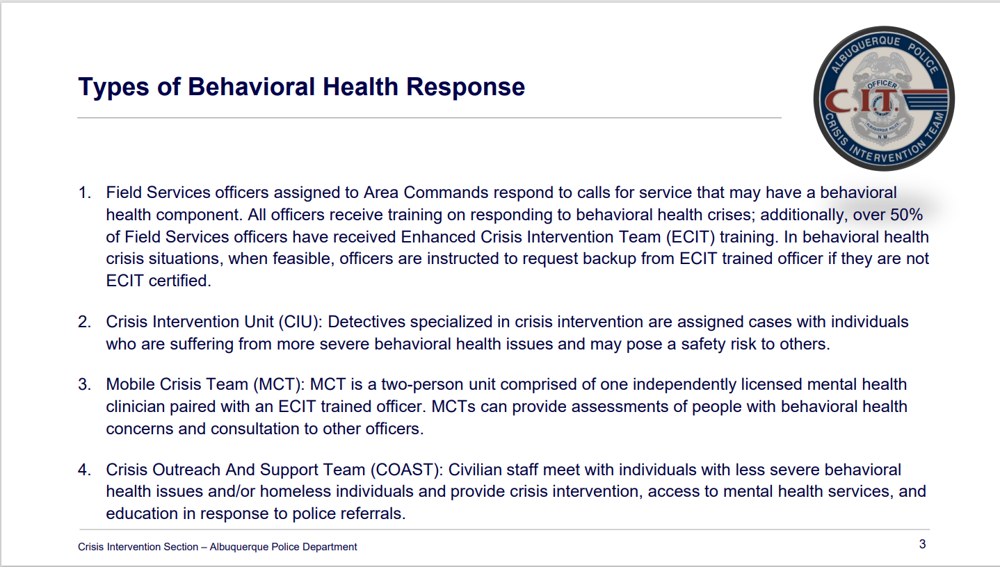 Types of Behavioral Health Response
ALBUQUERQUE POLICE
OFFICER
C.I.T.
ALBUQUERQUE POLICE
N.M.
CRISIS INTERVENTION TEAM
1. Field Services officers assigned to Area Commands respond to calls for service that may have a behavioral
health component. All officers receive training on responding to behavioral health crises; additionally, over 50%
of Field Services officers have received Enhanced Crisis Intervention Team (ECIT) training. In behavioral health
crisis situations, when feasible, officers are instructed to request backup from ECIT trained officer if they are not
ECIT certified.
2. Crisis Intervention Unit (CIU): Detectives specialized in crisis intervention are assigned cases with individuals
who are suffering from more severe behavioral health issues and may pose a safety risk to others.
3. Mobile Crisis Team (MCT): MCT is a two-person unit comprised of one independently licensed mental health
clinician paired with an ECIT trained officer. MCTs can provide assessments of people with behavioral health
concerns and consultation to other officers.
4. Crisis Outreach And Support Team (COAST): Civilian staff meet with individuals with less severe behavioral
health issues and/or homeless individuals and provide crisis intervention, access to mental health services, and
education in response to police referrals.
Crisis Intervention Section – Albuquerque Police Department
3